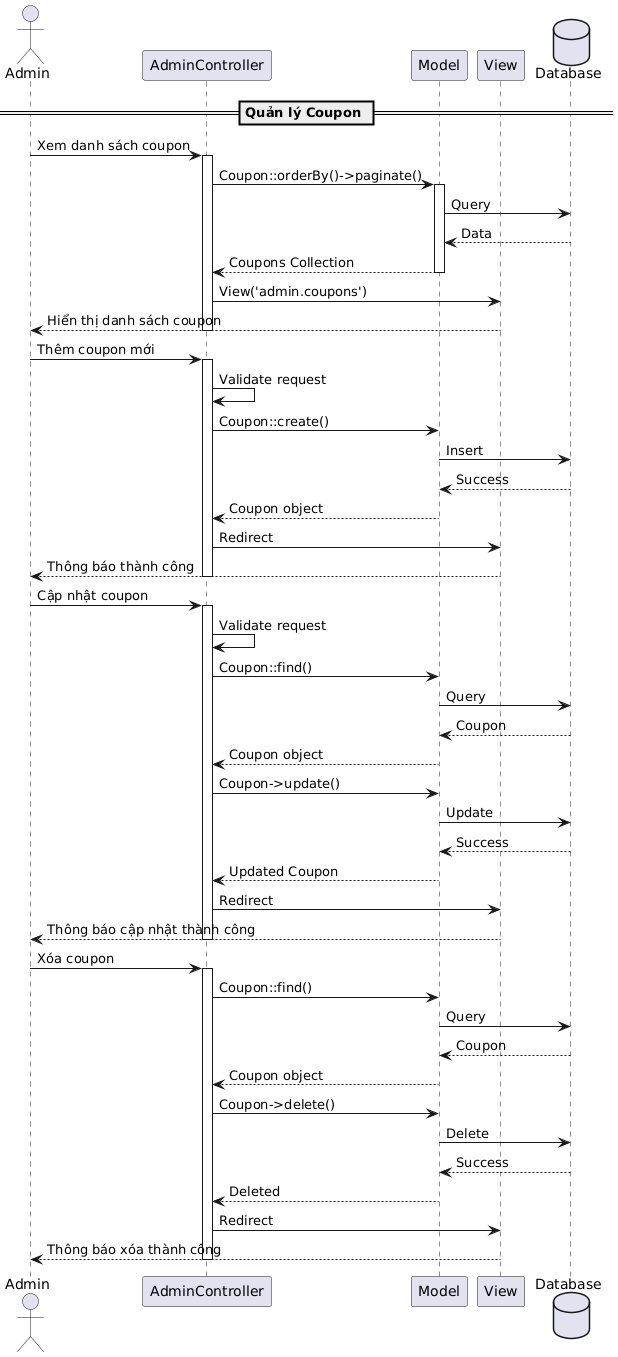 Admin
AdminController
Model
View
Database
Quản lý Coupon
Xem danh sách coupon
Coupon::orderBy()->paginate()
Query
Data
Coupons Collection
View('admin.coupons')
Hiển thị danh sách coupon
Thêm coupon mới
Validate request
Coupon::create()
Insert
Success
Coupon object
Redirect
Thông báo thành công
Cập nhật coupon
Validate request
Coupon::find()
Query
Coupon
Coupon object
Coupon->update()
Update
Success
Updated Coupon
Redirect
Thông báo cập nhật thành công
Xóa coupon
Coupon::find()
Query
Coupon
Coupon object
Coupon->delete()
Delete
Success
Deleted
Redirect
Thông báo xóa thành công
Admin
AdminController
Model
View
Database